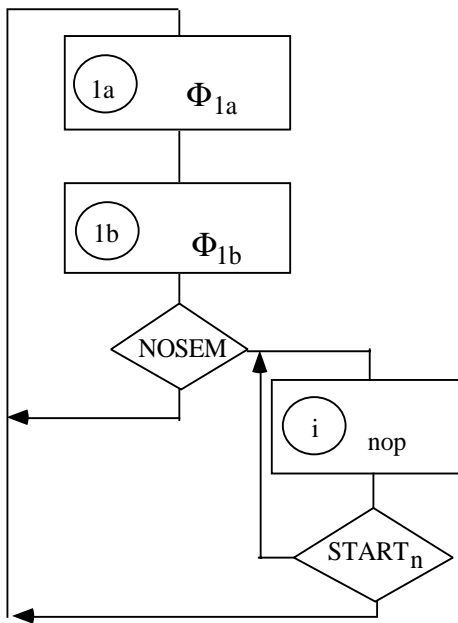 1a
Φ1a
1b
Φ1b
NOSEM
i
nop
STARTn